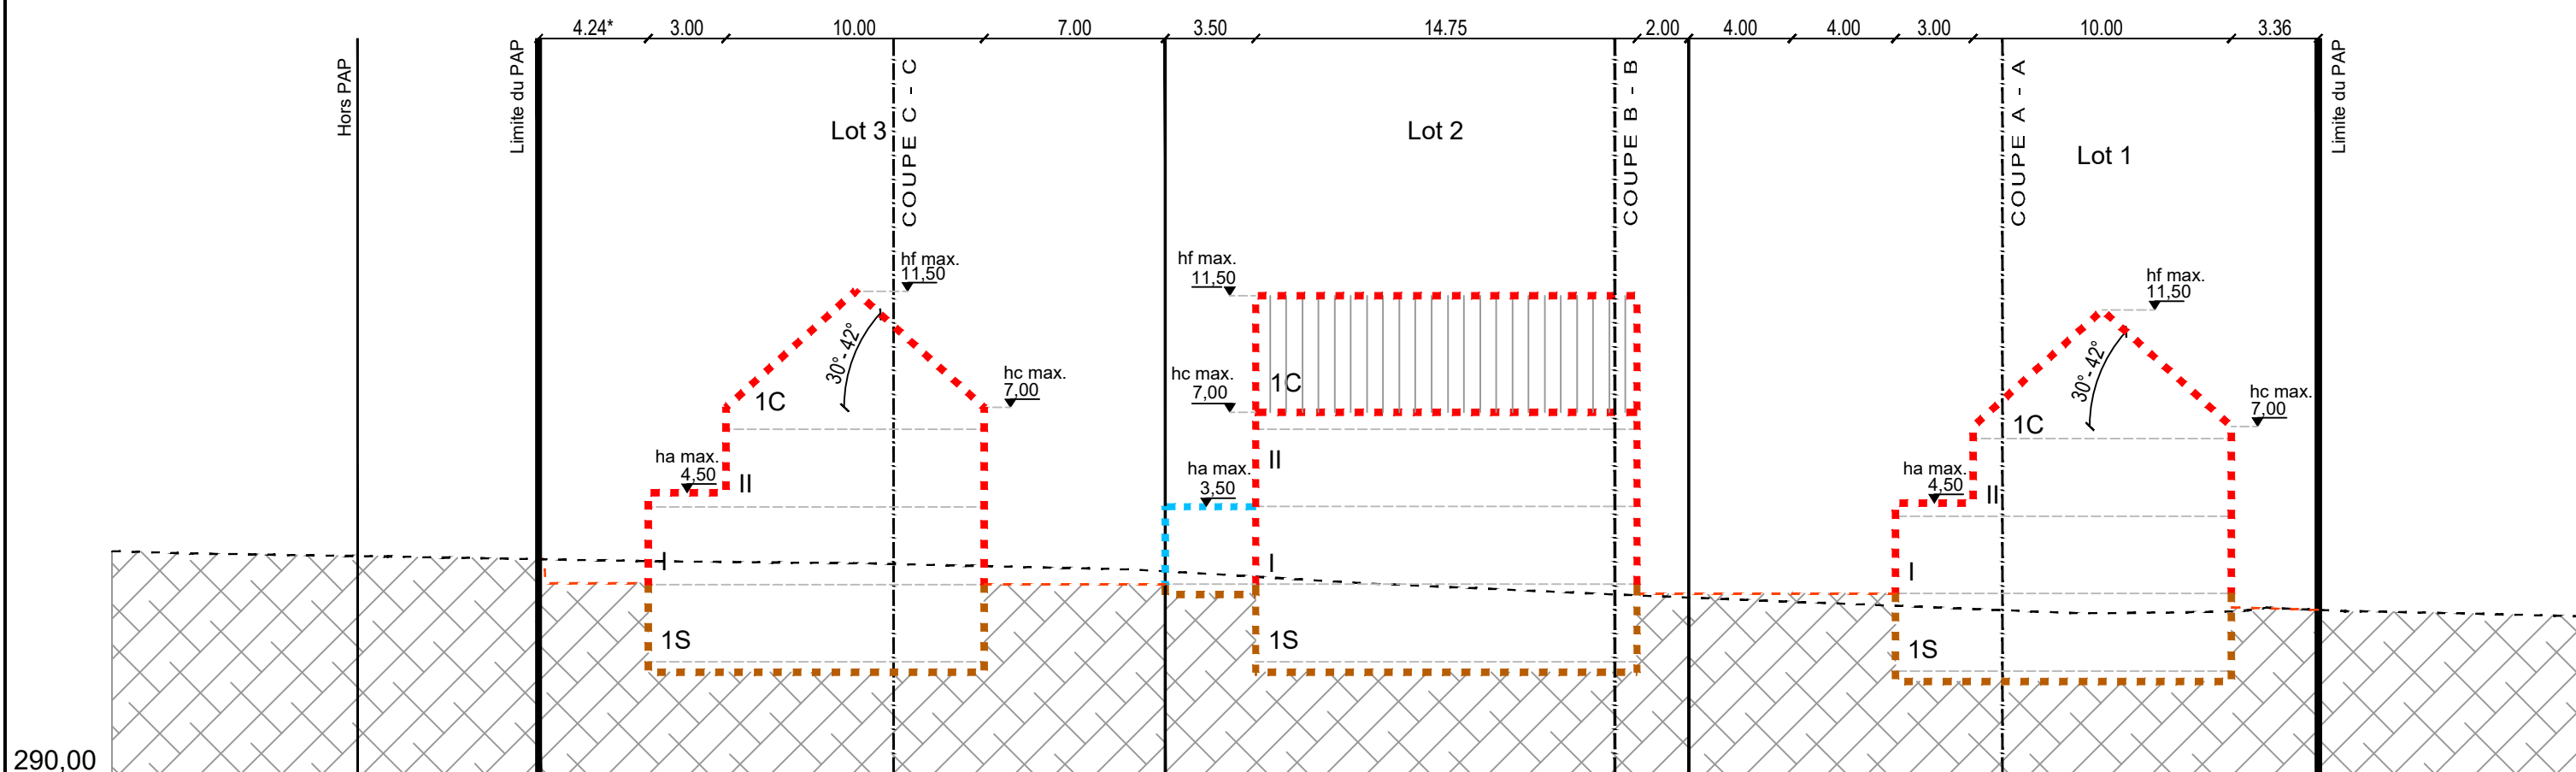 4.24* 3.00 10.00 7.00 3.50 14.75 2.00 4.00 4.00 3.00 10.00 3.36
Hors PAP
Limite du PAP
COUPE C - C
COUPE B - B
COUPE A - A
Limite du PAP
Lot 3
Lot 2
Lot 1
hf max.
11,50
30°- 42°
hc max.
7,00
1C
ha max.
4,50
II
I
1S
hf max.
11,50
hc max.
7,00
1C
II
ha max.
3,50
I
1S
hf max.
11,50
30°- 42°
hc max.
7,00
1C
ha max.
4,50
II
I
1S
290,00